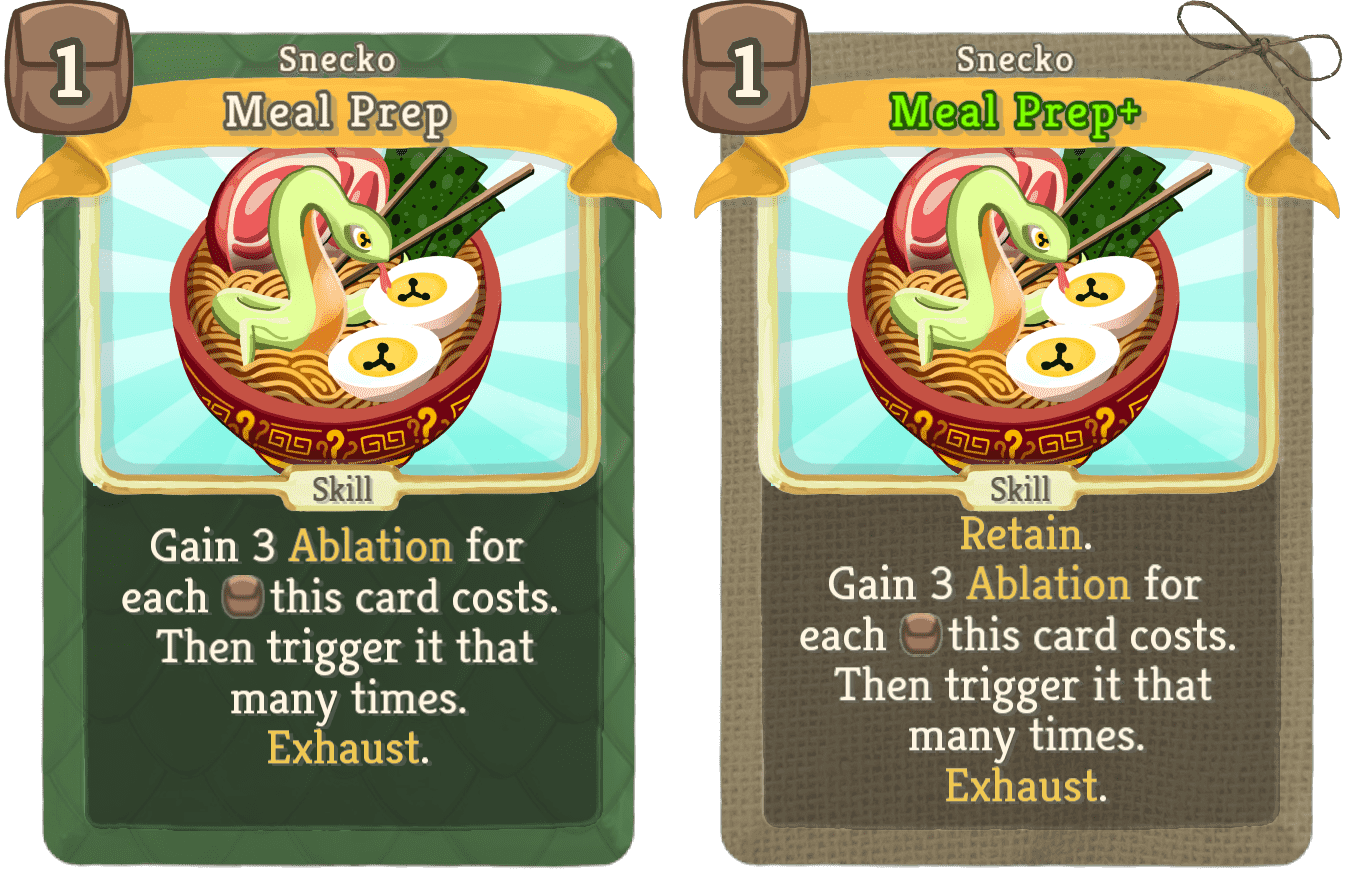 1
Snecko
Meal Prep
Skill
Gain 3 Ablation for
each this card costs.
Then trigger it that
many times.
Exhaust.
1
Snecko
Meal Prep+
Skill
Retain.
Gain 3 Ablation for
each this card costs.
Then trigger it that
many times.
Exhaust.